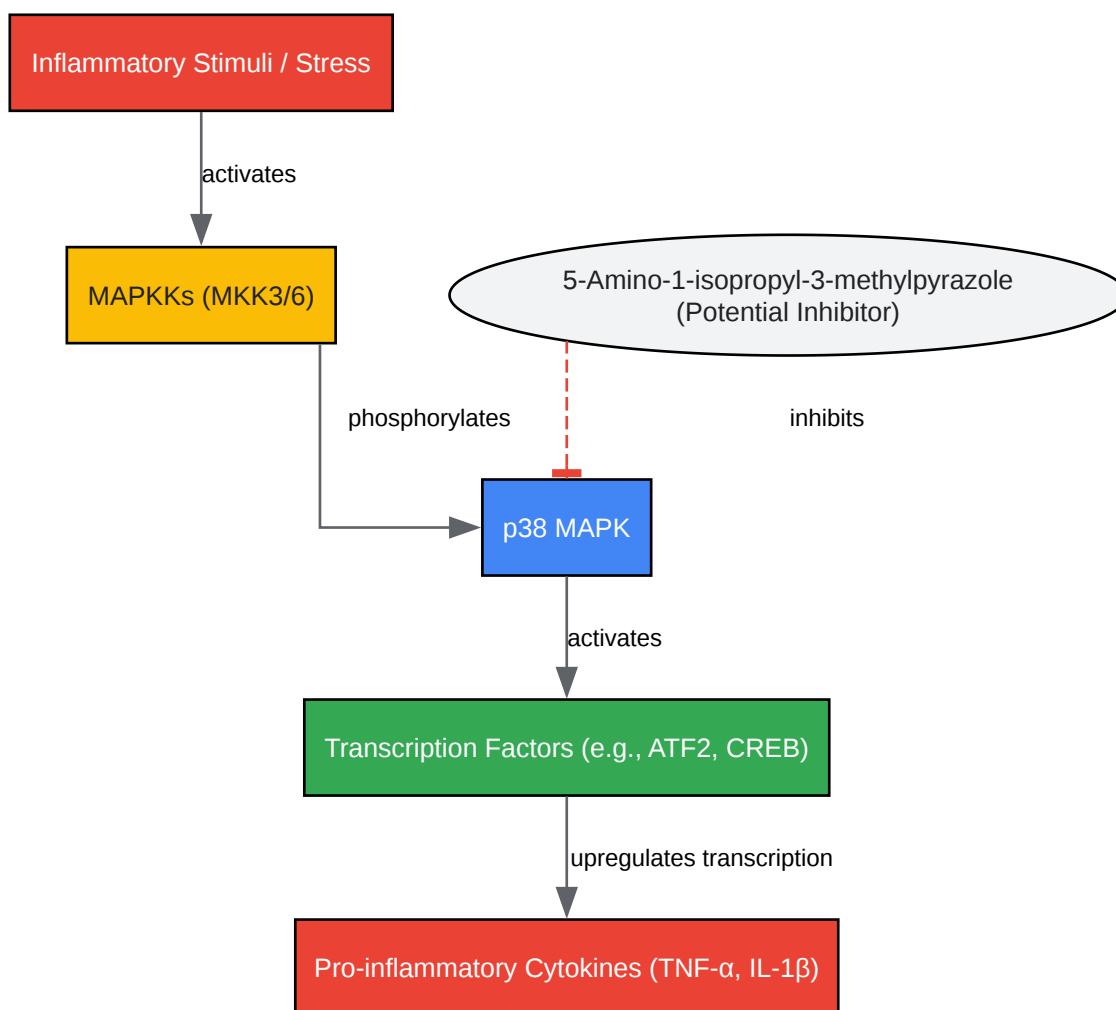 Inflammatory Stimuli / Stress
activates
MAPKKs (MKK3/6)
5-Amino-1-isopropyl-3-methylpyrazole
(Potential Inhibitor)
phosphorylates
inhibits
p38 MAPK
activates
Transcription Factors (e.g., ATF2, CREB)
upregulates transcription
Pro-inflammatory Cytokines (TNF-α, IL-1β)